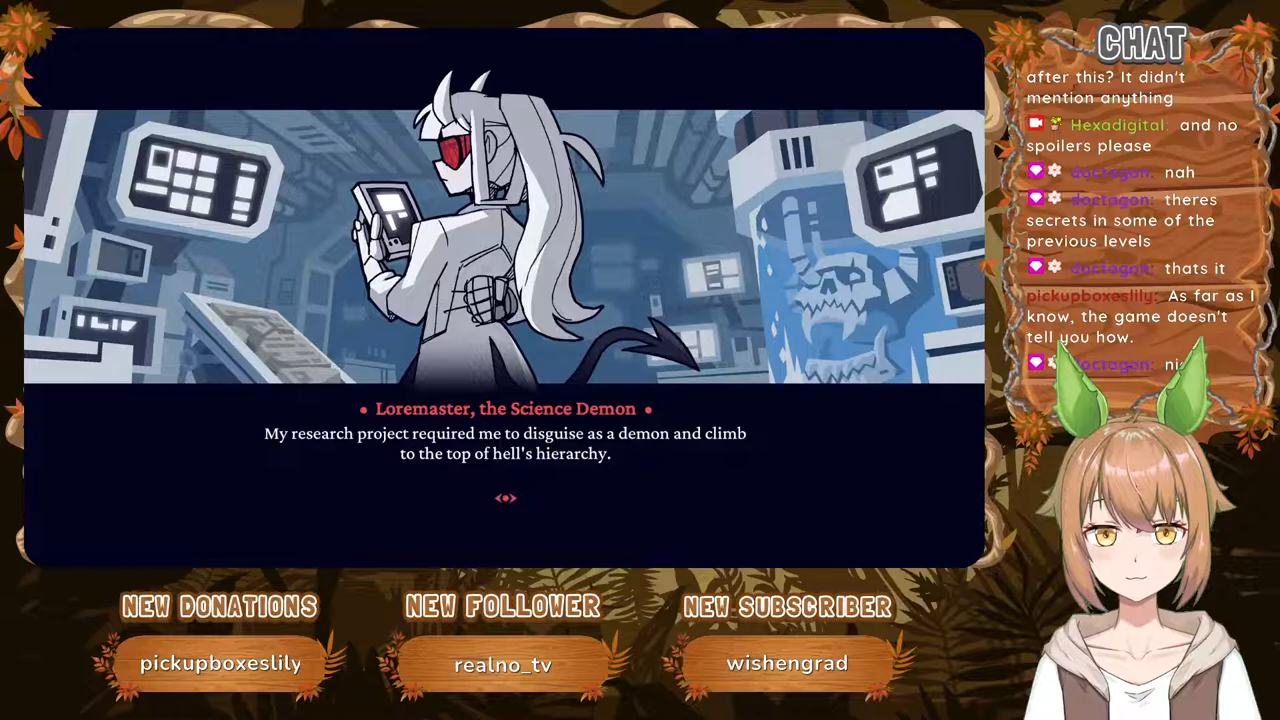 CHAT
after this? It didn't
mention anything
Hexadigital: and no
spoilers please
doctagon: nah
doctagon: theres
secrets in some of the
previous levels
doctagon: thats it
pickupboxeslily: As far as I
know, the game doesn't
tell you how.
doctagon:
• Loremaster, the Science Demon •
My research project required me to disguise as a demon and climb
to the top of hell's hierarchy.
NEW DONATIONS
pickupboxeslily
NEW FOLLOWER
realno_tv
NEW SUBSCRIBER
wishengrad